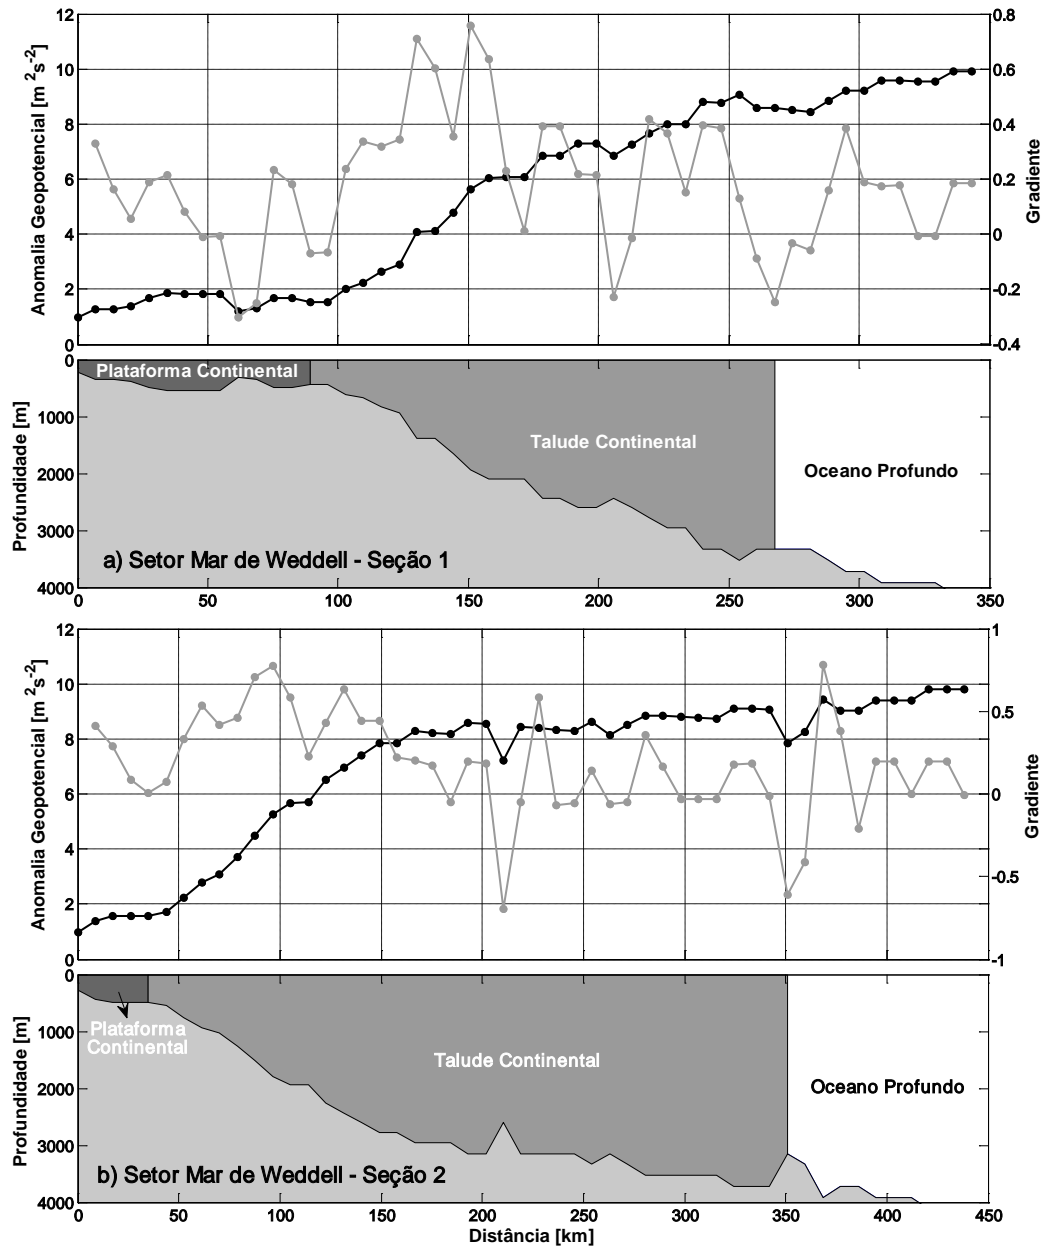 12
10
8
6
4
2
0
Anomalia Geopotencial [m ²s⁻²]
0.8
0.6
0.4
0.2
0
-0.2
-0.4
Gradiente
0
1000
2000
3000
4000
Profundidade [m]
Plataforma Continental
Talude Continental
Oceano Profundo
a) Setor Mar de Weddell - Seção 1
0 50 100 150 200 250 300 350
12
10
8
6
4
2
0
Anomalia Geopotencial [m ²s⁻²]
1
0.5
0
-0.5
-1
Gradiente
0
1000
2000
3000
4000
Profundidade [m]
Plataforma
Continental
Talude Continental
Oceano Profundo
b) Setor Mar de Weddell - Seção 2
0 50 100 150 200 250 300 350 400 450
Distância [km]